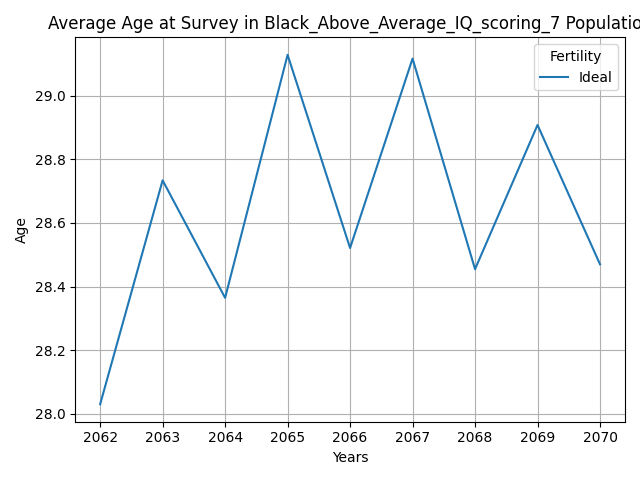 Average Age at Survey in Black_Above_Average_IQ_scoring_7 Populatio
Fertility
Ideal
29.0
28.8
28.6
28.4
28.2
28.0
Age
2062 2063 2064 2065 2066 2067 2068 2069 2070
Years